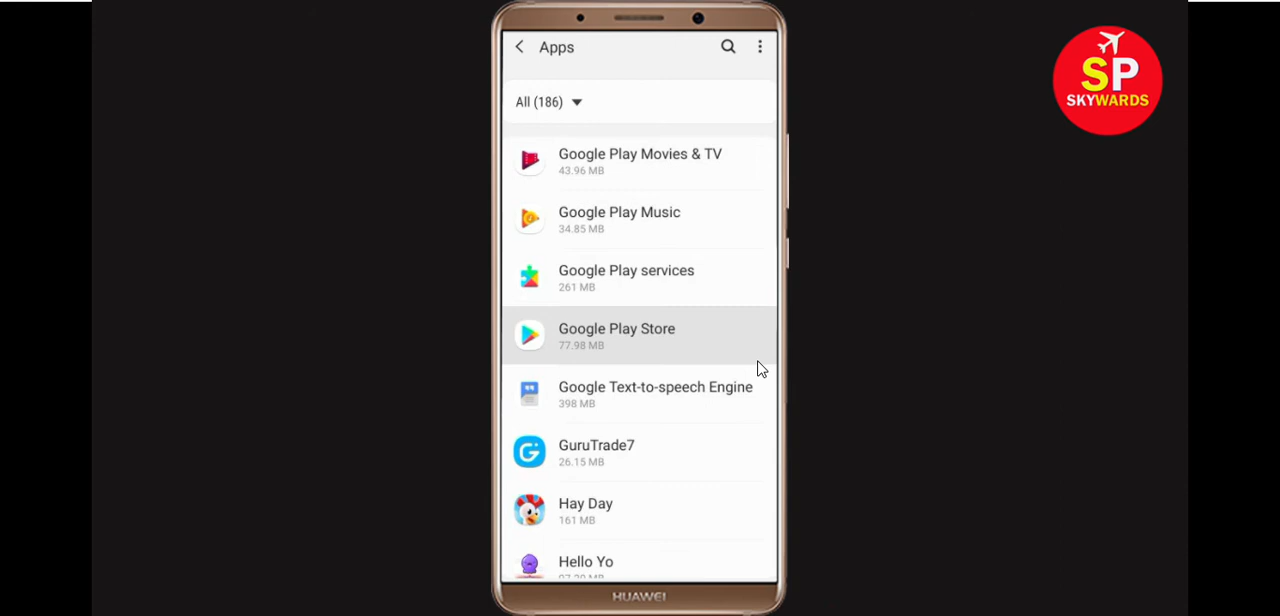 Apps
All (186)
Google Play Movies & TV
43.96 MB
Google Play Music
34.85 MB
Google Play services
261 MB
Google Play Store
77.98 MB
Google Text-to-speech Engine
398 MB
GuruTrade7
26.15 MB
Hay Day
161 MB
Hello Yo
HUAWEI
SP
SKYWARDS